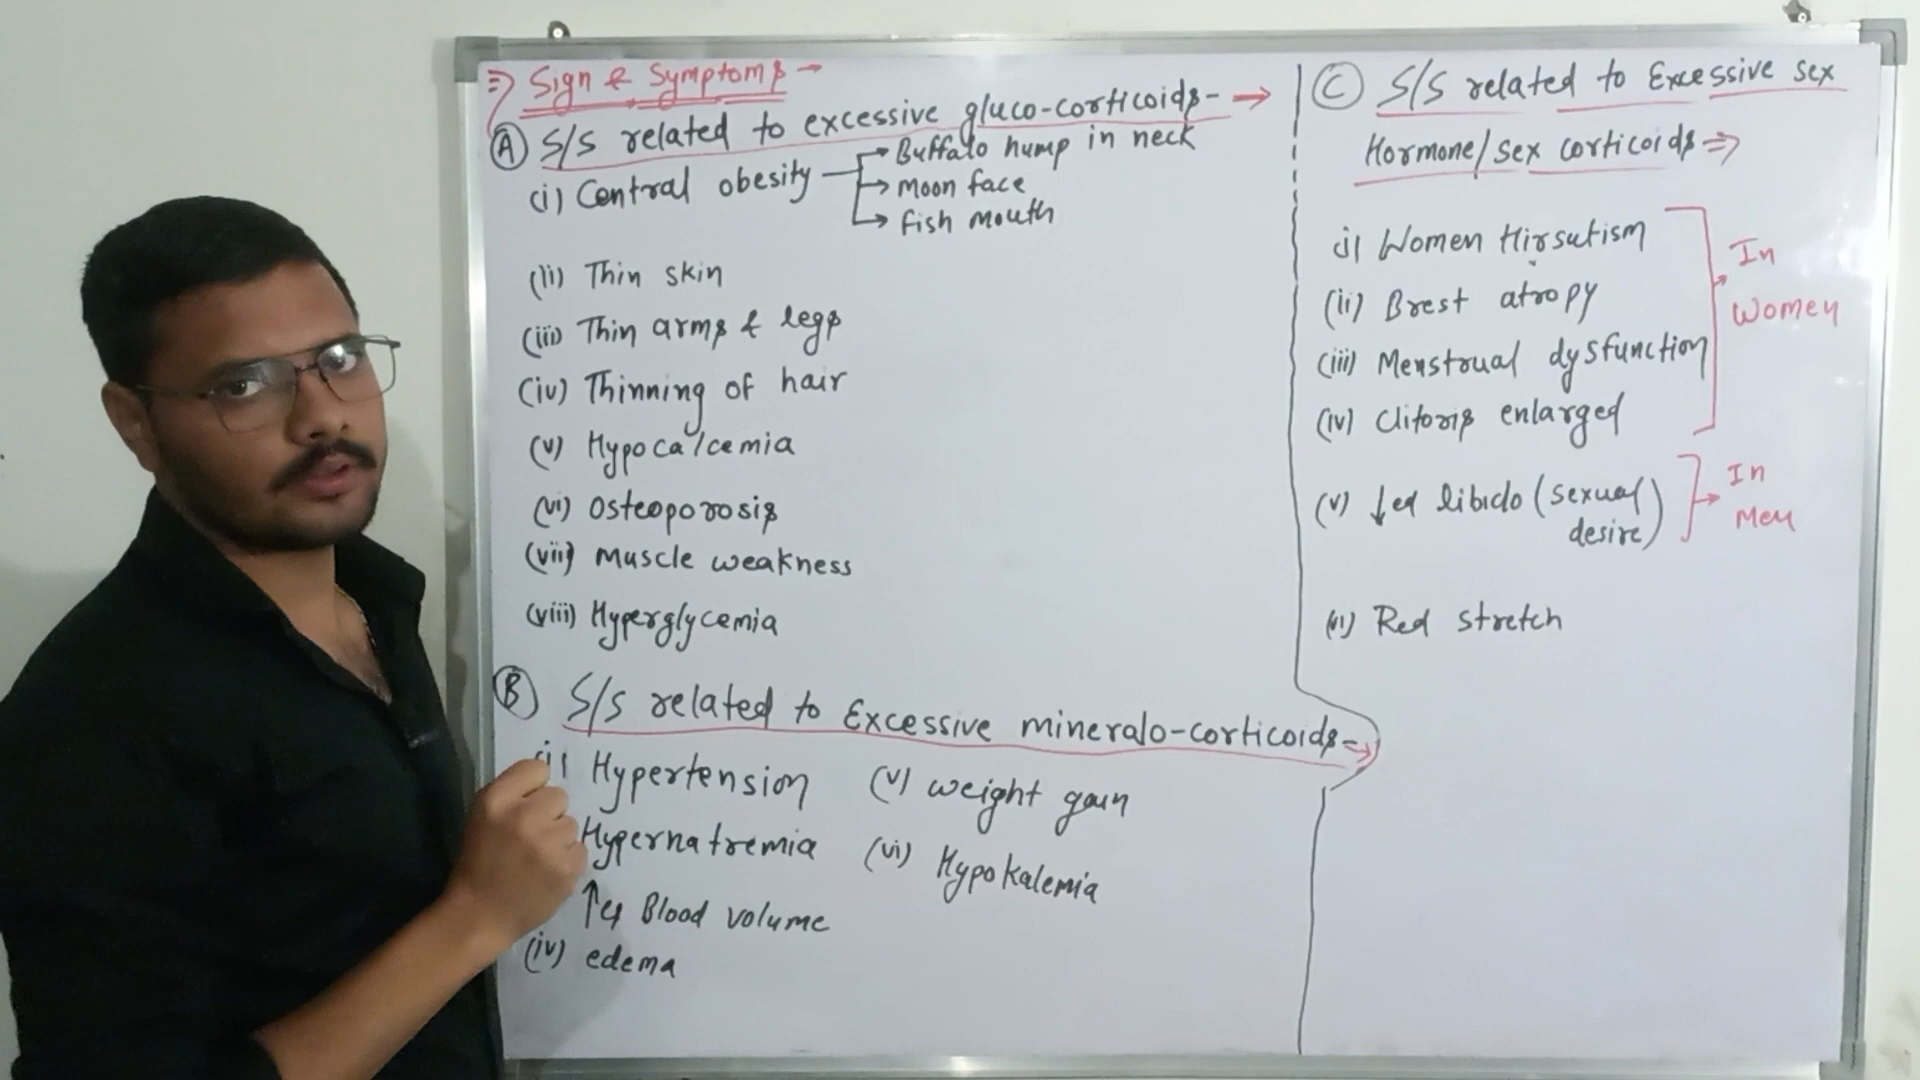 ⇒ Sign & Symptoms →
(A) S/S related to excessive gluco-corticoids- →
(i) Central obesity → Buffalo hump in neck
→ Moon face
→ fish mouth
(ii) Thin skin
(iii) Thin arms & legs
(iv) Thinning of hair
(v) Hypocalcemia
(vi) Osteoporosis
(vii) Muscle weakness
(viii) Hyperglycemia
(B) S/S related to Excessive mineralo-corticoids- →
(i) Hypertension (v) weight gain
Hypernatremia (vi) Hypokalemia
↑ed Blood volume
(iv) edema
(C) S/S related to Excessive sex
Hormone/sex corticoids ⇒
(i) Women Hirsutism
(ii) Brest atropy
(iii) Menstrual dysfunction
(iv) Clitoris enlarged
In
Women
(v) ↓ed libido (sexual
desire)
In
Men
(vi) Red stretch